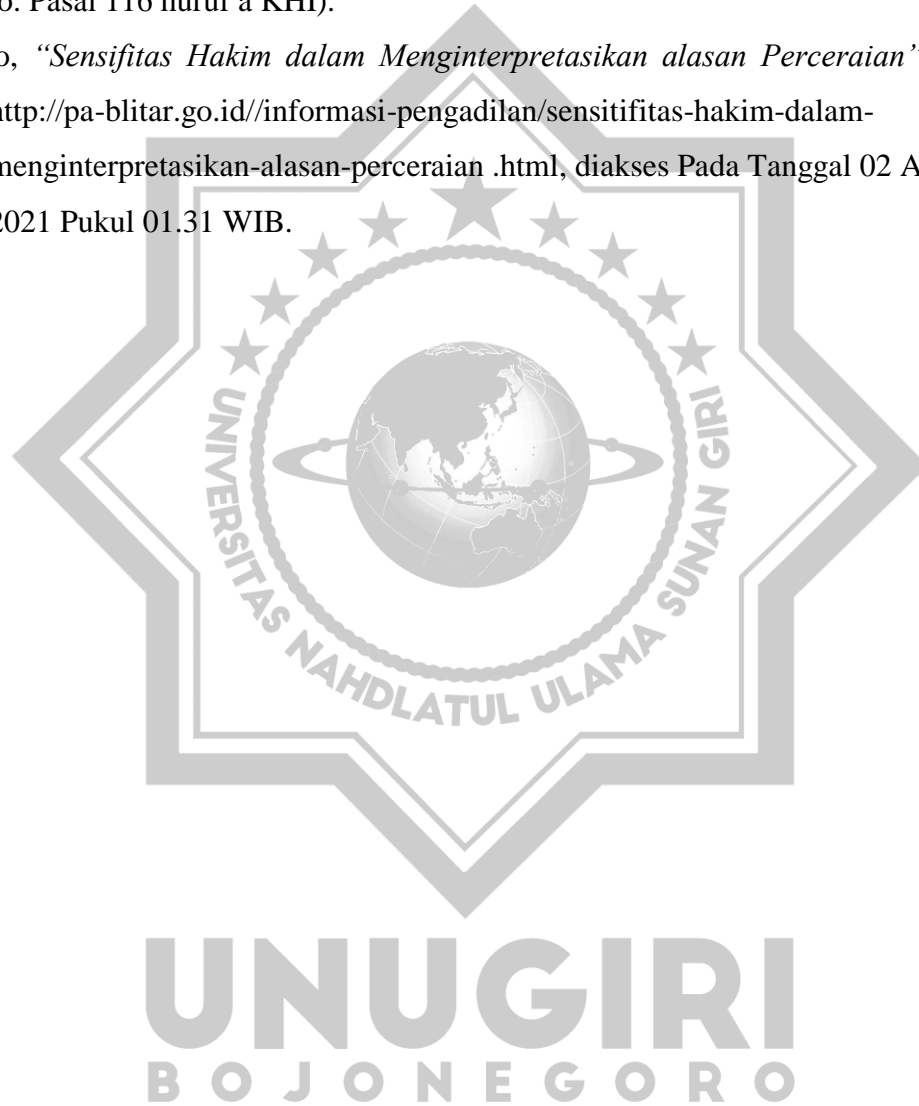 o. Pasal 116 huruf a KHI).
o, “Sensifitas Hakim dalam Menginterpretasikan alasan Perceraian”
http://pa-blitar.go.id//informasi-pengadilan/sensitifitas-hakim-dalam-
menginterpretasikan-alasan-perceraian .html, diakses Pada Tanggal 02 A
2021 Pukul 01.31 WIB.
UNIVERSITAS NAHDLATUL ULAMA SUNAN GIRI
UNUGIRI
BOJONEGORO